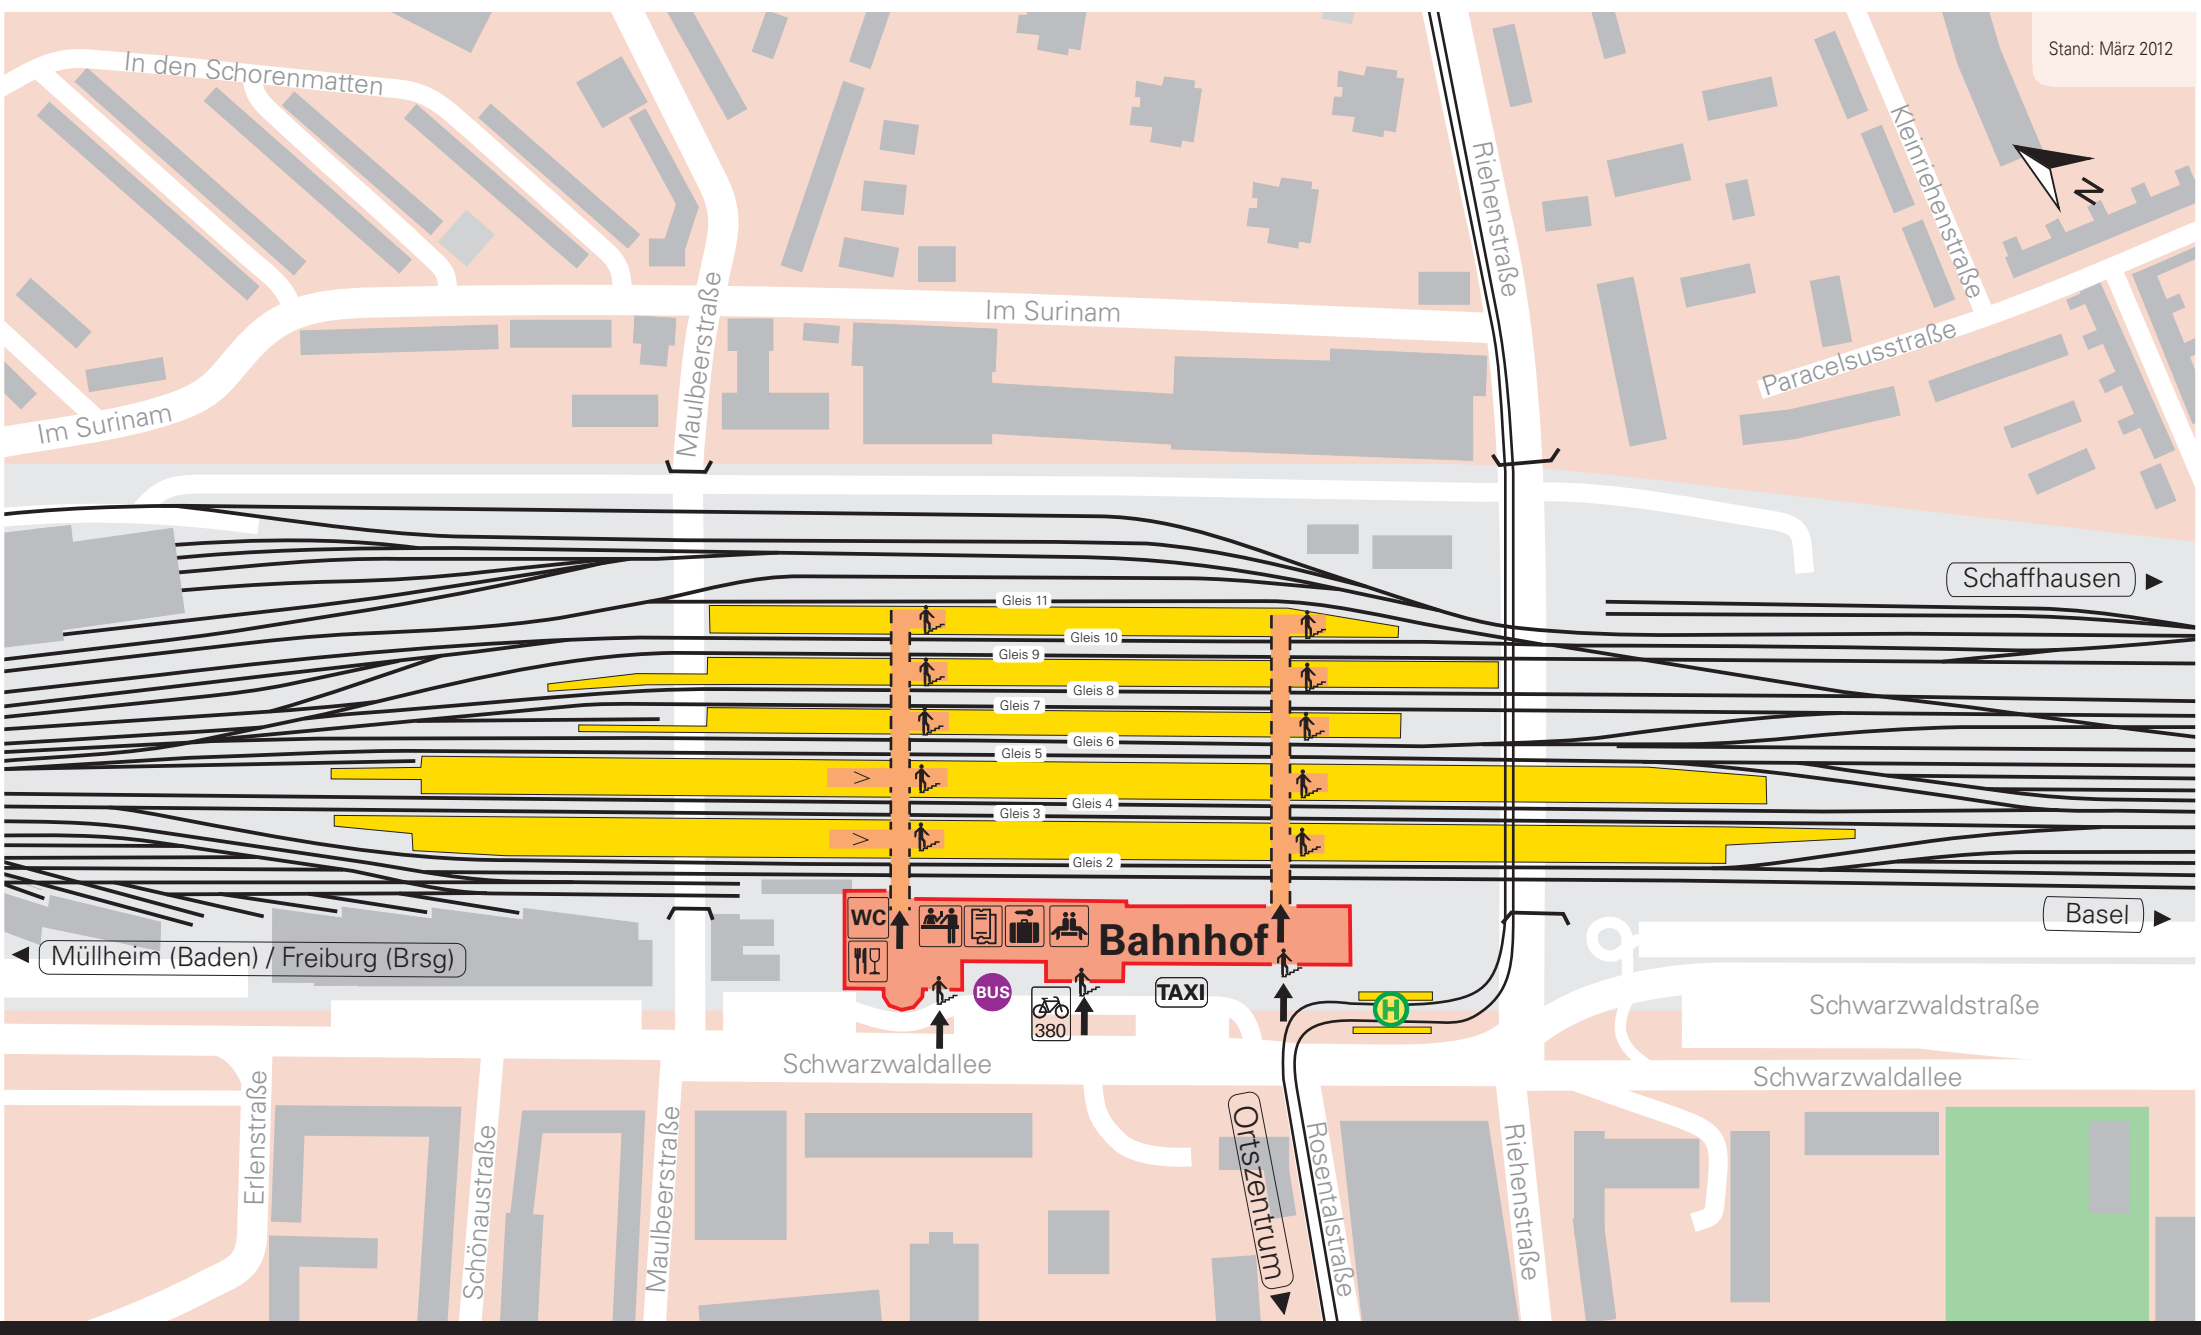 Stand: März 2012
In den Schorenmatten
Riehenstraße
Kleinriehenstraße
N
Maulbeerstraße
Im Surinam
Paracelsusstraße
Im Surinam
Schaffhausen
Gleis 11
Gleis 10
Gleis 9
Gleis 8
Gleis 7
Gleis 6
Gleis 5
Gleis 4
Gleis 3
Gleis 2
Basel
WC
Bahnhof
Müllheim (Baden) / Freiburg (Brsg)
BUS
TAXI
380
H
Schwarzwaldstraße
Schwarzwaldallee
Schwarzwaldallee
Erlenstraße
Schönaustraße
Maulbeerstraße
Ortszentrum
Rosentalstraße
Riehenstraße